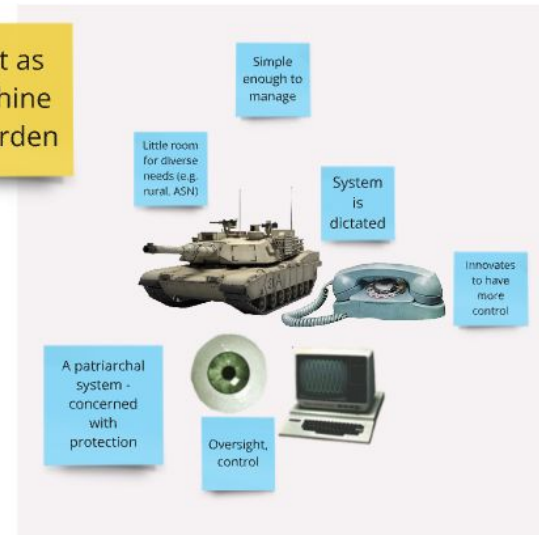 t as
hine
rden
Simple
enough to
manage
Little room
for diverse
needs (e.g.
rural, ASN)
System
is
dictated
Innovates
to have
more
control
A patriarchal
system -
concerned
with
protection
Oversight,
control